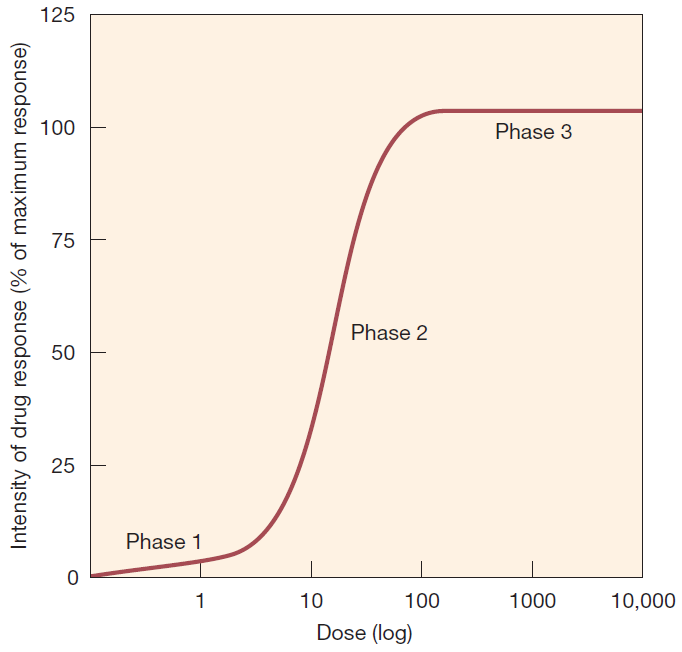 Intensity of drug response (% of maximum response)
125
100
75
50
25
0
Phase 1
Phase 2
Phase 3
1 10 100 1000 10,000
Dose (log)